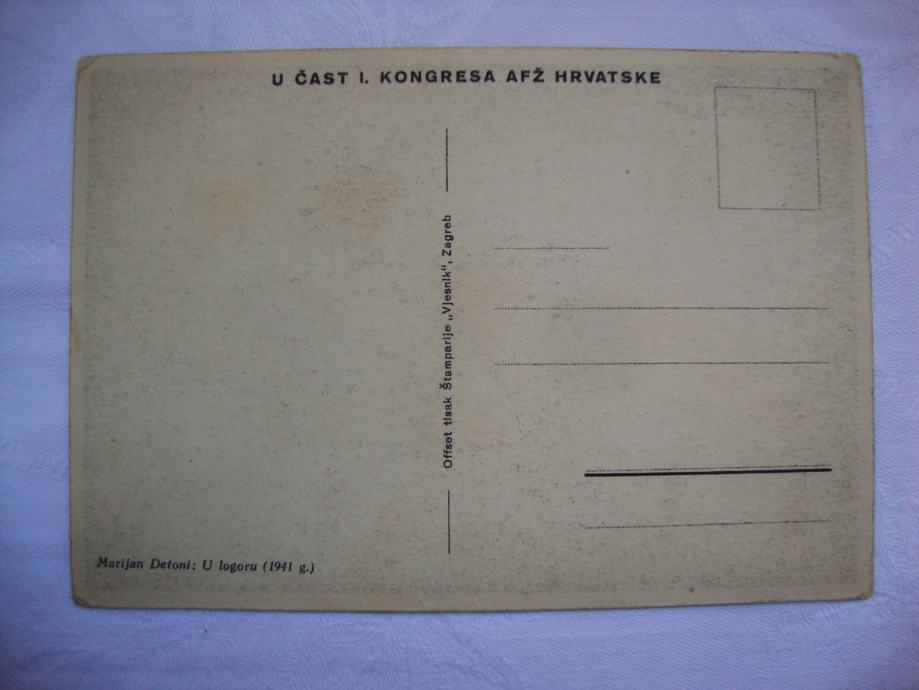 U ČAST I. KONGRESA AFŽ HRVATSKE
Offset tisak Štamparije „Vjesnik“, Zagreb
Marijan Detoni: U logoru (1941 g.)